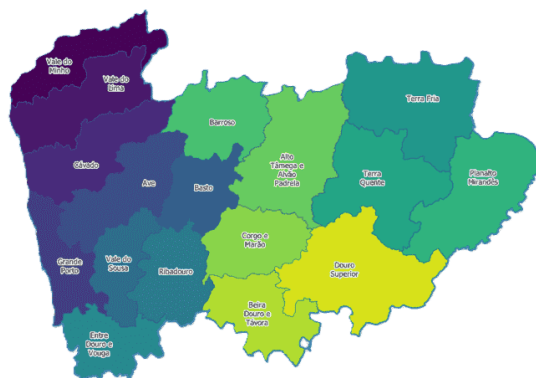 Vale do
Minho
Vale do
Lima
Cávado
Ave
Barroso
Basto
Alto
Tâmega e
Alvão
Padrela
Terra Fria
Terra
Quente
Planalto
Mirandês
Grande
Porto
Vale do
Sousa
Ribadouro
Corgo e
Marão
Douro
Superior
Beira
Douro e
Távora
Entre
Douro e
Vouga